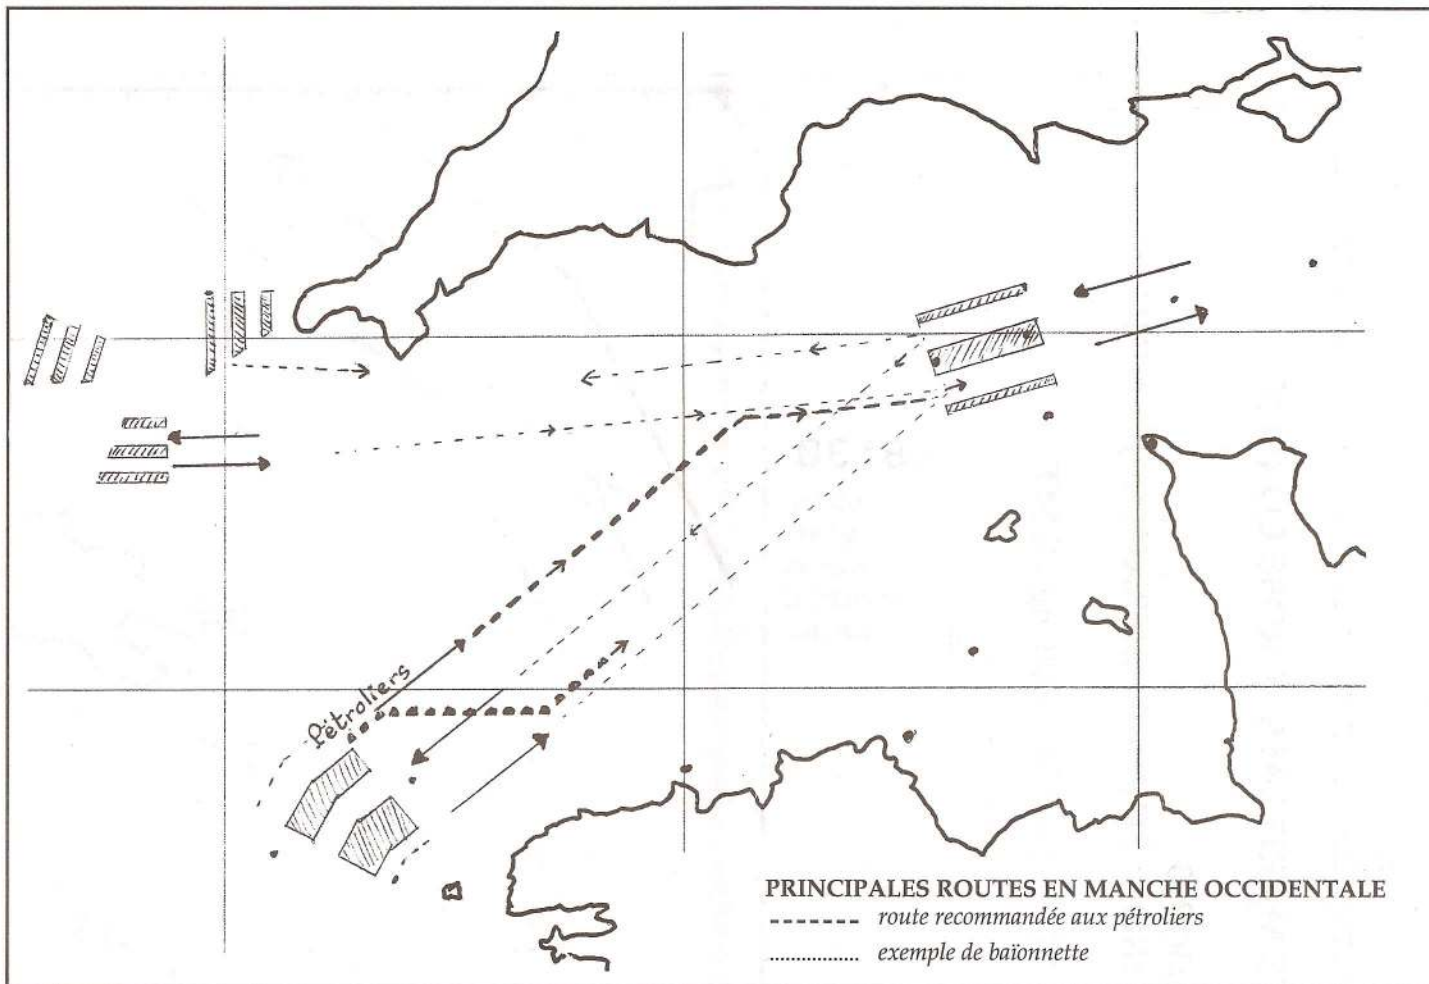 Pétroliers
PRINCIPALES ROUTES EN MANCHE OCCIDENTALE
route recommandée aux pétroliers
exemple de baïonnette